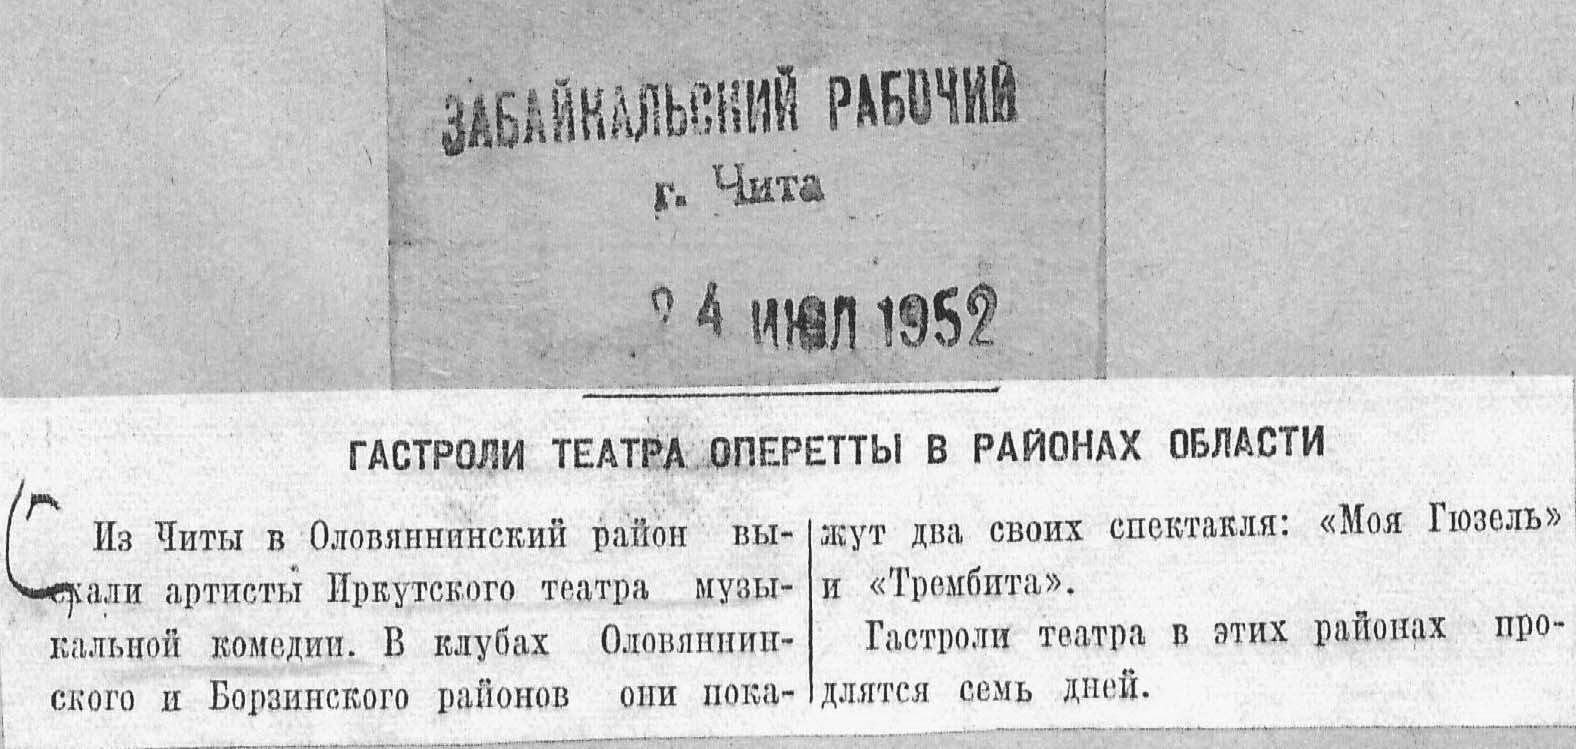 ЗАБАЙКАЛЬСКИЙ РАБОЧИЙ
г. Чита
24 ИЮЛ 1952
ГАСТРОЛИ ТЕАТРА ОПЕРЕТТЫ В РАЙОНАХ ОБЛАСТИ
Из Читы в Оловяннинский район вы-
ехали артисты Иркутского театра музы-
кальной комедии. В клубах Оловяннин-
ского и Борзинского районов они пока-
жут два своих спектакля: «Моя Гюзель»
и «Трембита».
Гастроли театра в этих районах про-
длятся семь дней.